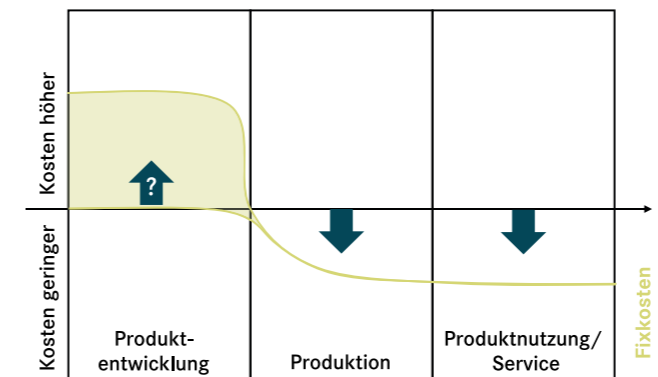 Kosten höher
?
Kosten geringer
Produkt-
entwicklung
Produktion
Produktnutzung/
Service
Fixkosten